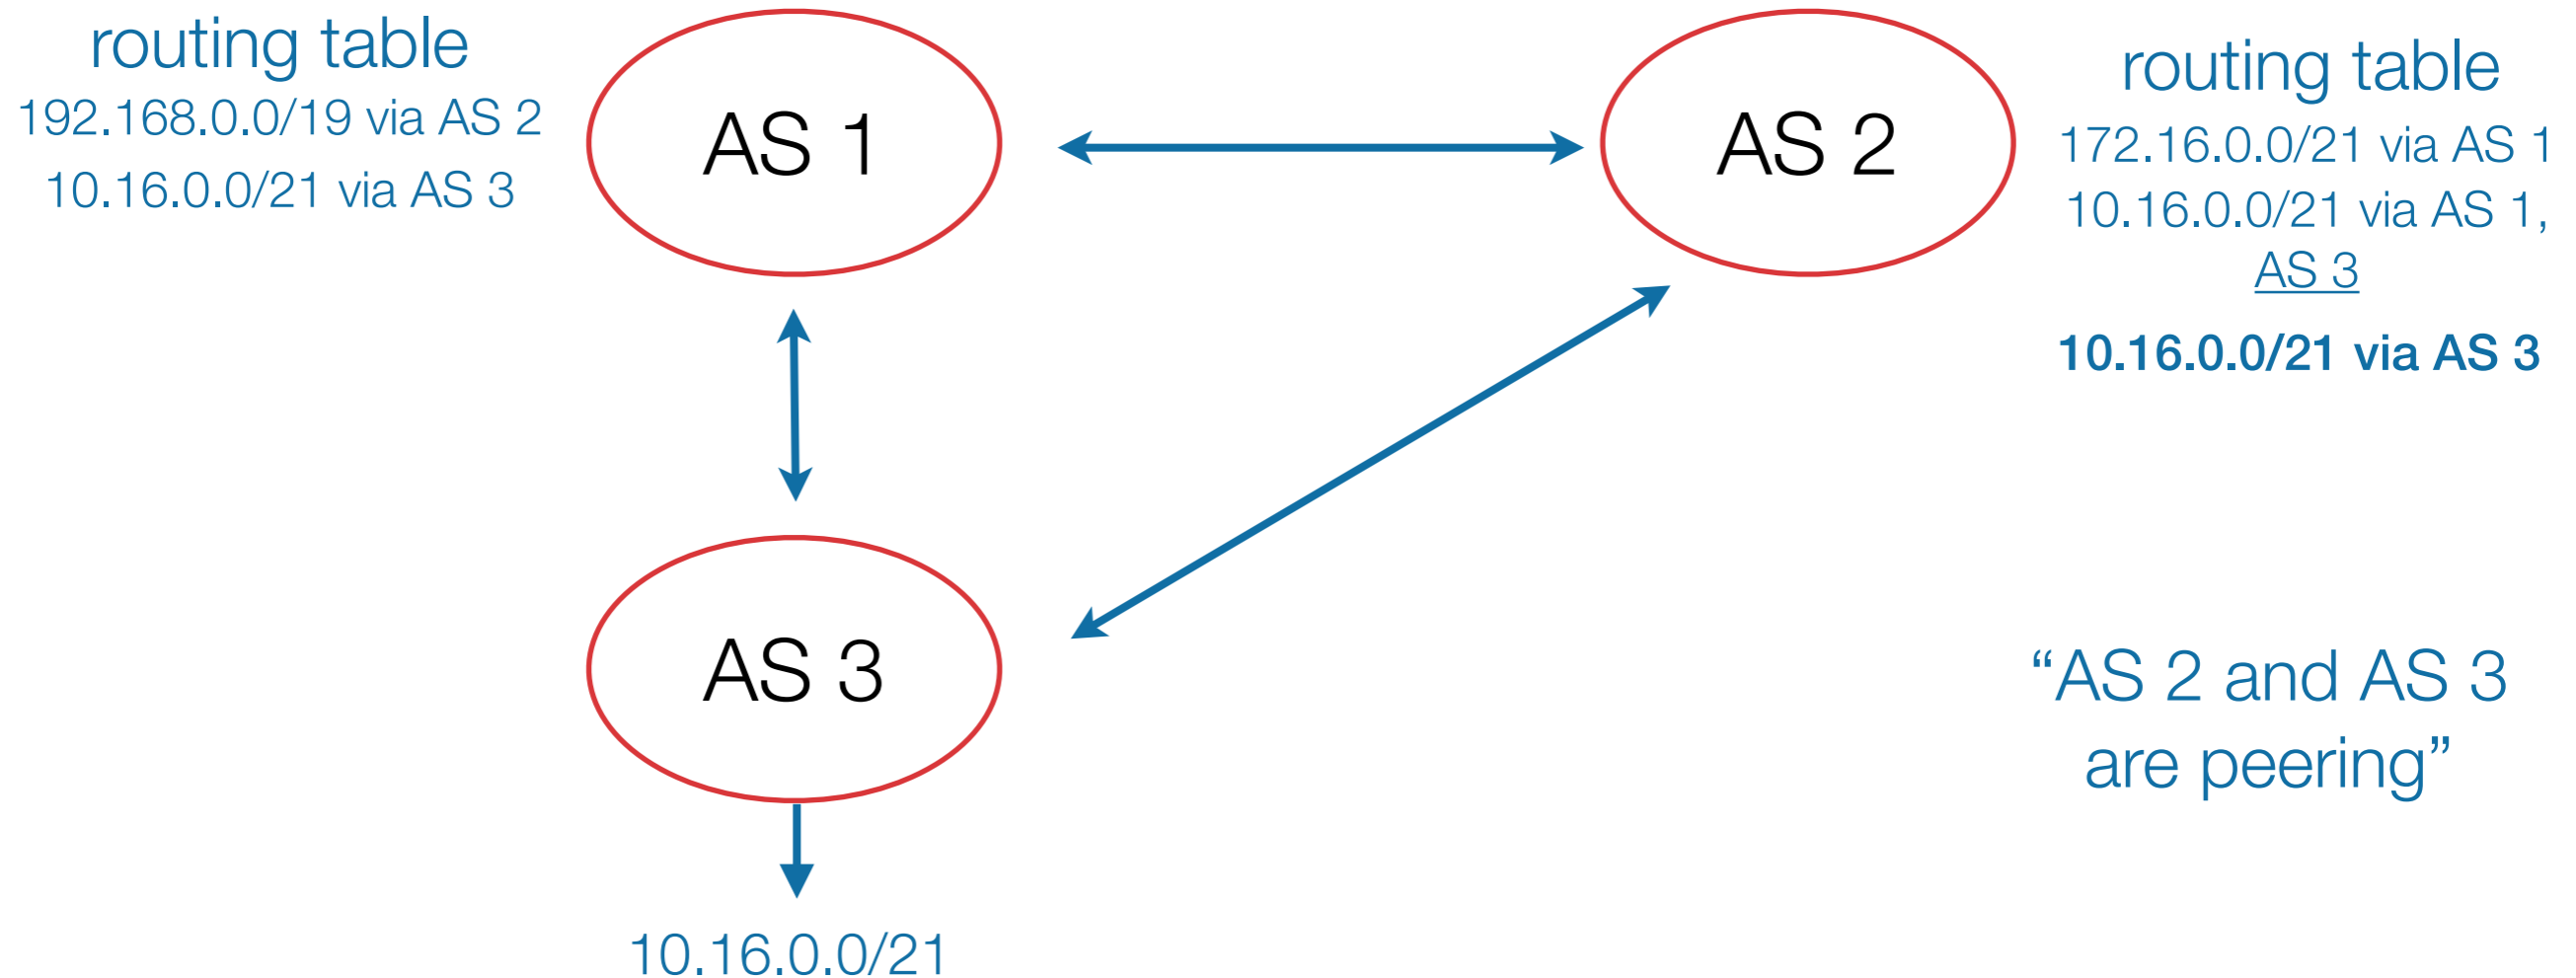 routing table
192.168.0.0/19 via AS 2
10.16.0.0/21 via AS 3
AS 1
AS 2
routing table
172.16.0.0/21 via AS 1
10.16.0.0/21 via AS 1,
AS 3
10.16.0.0/21 via AS 3
AS 3
“AS 2 and AS 3
are peering”
10.16.0.0/21